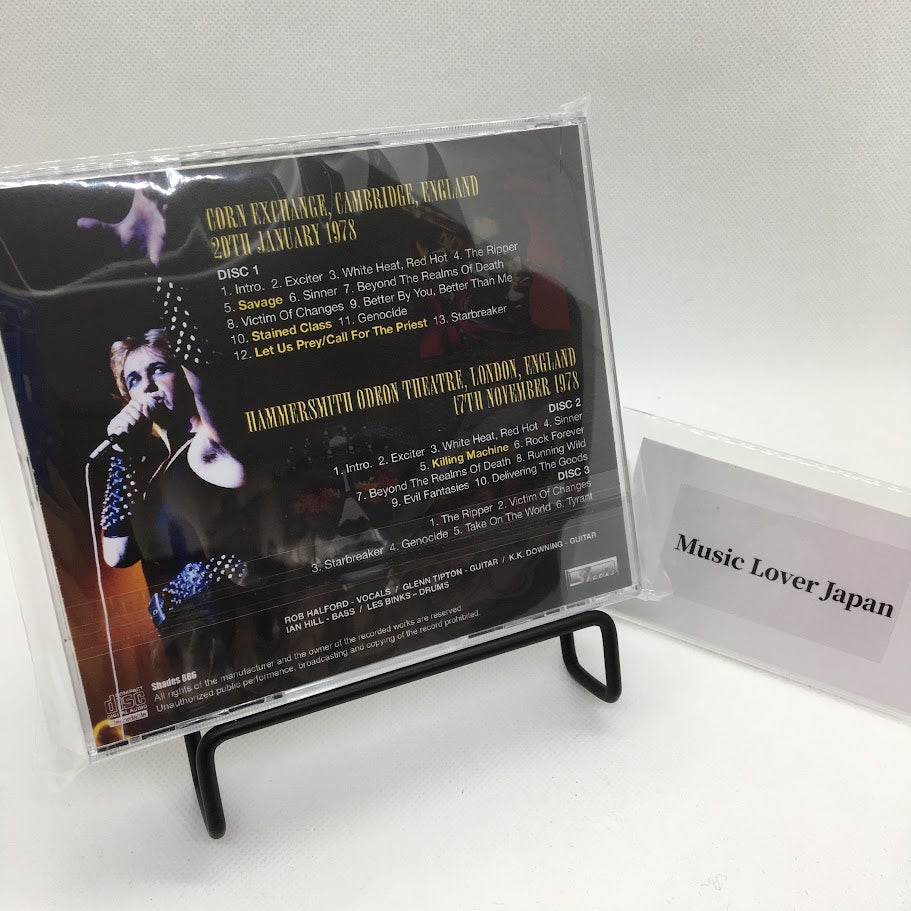 CORN EXCHANGE, CAMBRIDGE, ENGLAND
20TH JANUARY 1978
DISC 1
1. Intro. 2. Exciter 3. White Heat, Red Hot 4. The Ripper
5. Savage 6. Sinner 7. Beyond The Realms Of Death
8. Victim Of Changes 9. Better By You, Better Than Me
10. Stained Class 11. Genocide
12. Let Us Prey/Call For The Priest 13. Starbreaker
HAMMERSMITH ODEON THEATRE, LONDON, ENGLAND
17TH NOVEMBER 1978
DISC 2
1. Intro. 2. Exciter 3. White Heat, Red Hot 4. Sinner
5. Killing Machine 6. Rock Forever
7. Beyond The Realms Of Death 8. Running Wild
9. Evil Fantasies 10. Delivering The Goods
DISC 3
1. The Ripper 2. Victim Of Changes
3. Starbreaker 4. Genocide 5. Take On The World 6. Tyrant
ROB HALFORD - VOCALS / GLENN TIPTON - GUITAR / K.K. DOWNING - GUITAR
IAN HILL - BASS / LES BINKS - DRUMS
Shades
Shades 886
All rights of the manufacturer and the owner of the recorded works are reserved
Unauthorized public performance, broadcasting and copying of the record prohibited.
COMPACT
disc
DIGITAL AUDIO
Recordable
Music Lover Japan